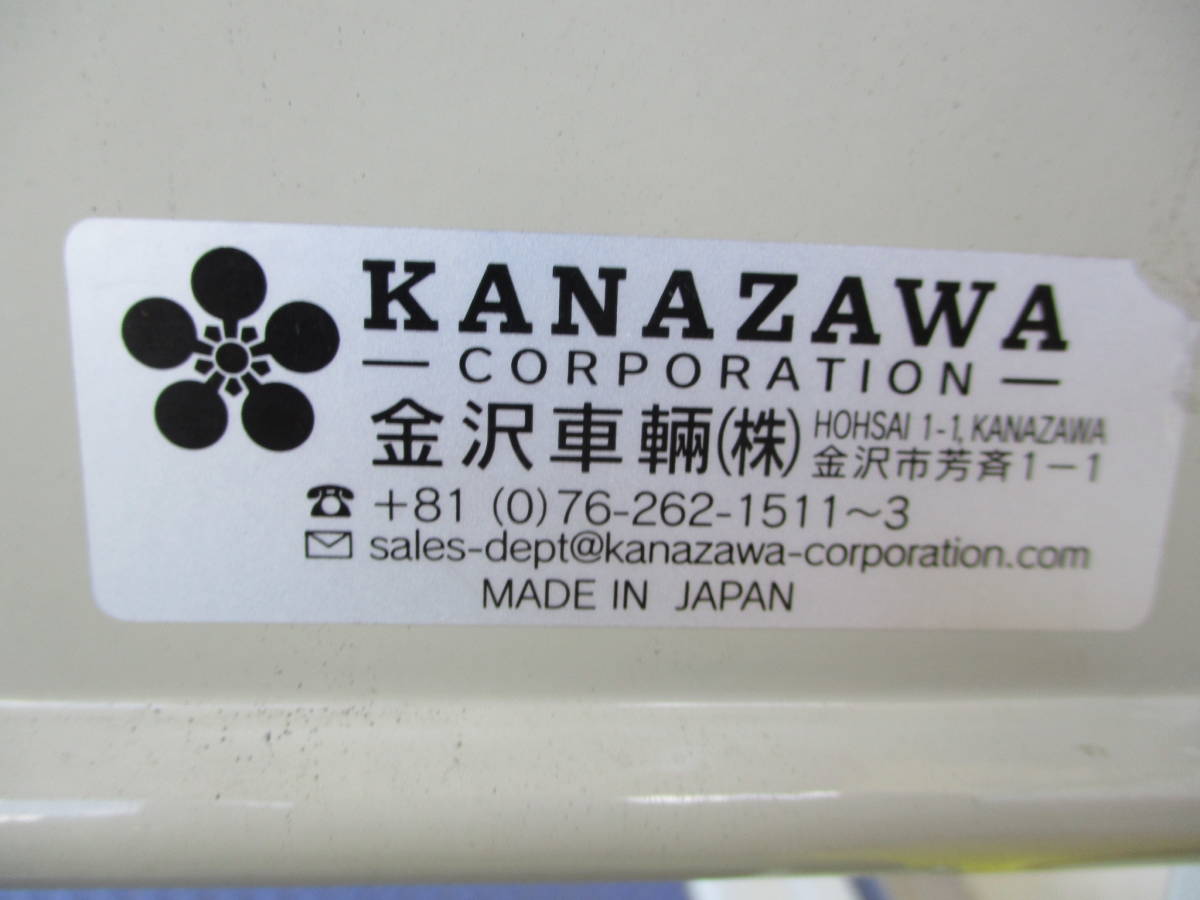 KANAZAWA
— CORPORATION —
金沢車輛(株) HOHSAI 1-1, KANAZAWA
金沢市芳斉1－1
☎ +81 (0)76-262-1511～3
✉ sales-dept@kanazawa-corporation.com
MADE IN JAPAN